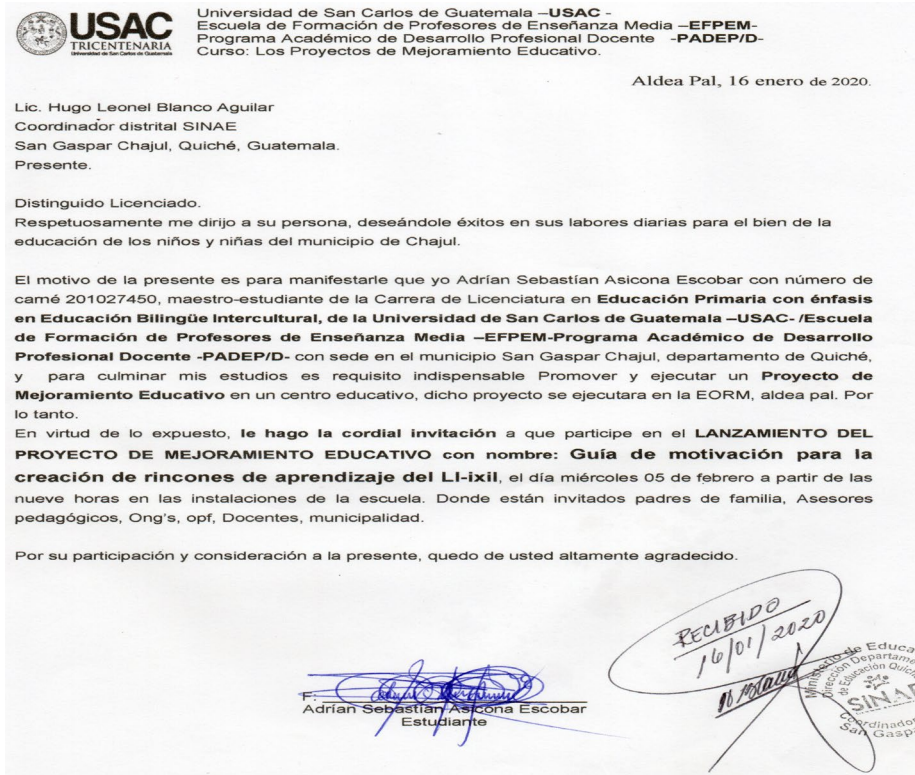 USAC
TRICENTENARIA
Universidad de San Carlos de Guatemala
Universidad de San Carlos de Guatemala –USAC -
Escuela de Formación de Profesores de Enseñanza Media –EFPEM-
Programa Académico de Desarrollo Profesional Docente -PADEP/D-
Curso: Los Proyectos de Mejoramiento Educativo.
Aldea Pal, 16 enero de 2020.
Lic. Hugo Leonel Blanco Aguilar
Coordinador distrital SINAE
San Gaspar Chajul, Quiché, Guatemala.
Presente.
Distinguido Licenciado.
Respetuosamente me dirijo a su persona, deseándole éxitos en sus labores diarias para el bien de la
educación de los niños y niñas del municipio de Chajul.
El motivo de la presente es para manifestarle que yo Adrían Sebastían Asicona Escobar con número de
carné 201027450, maestro-estudiante de la Carrera de Licenciatura en Educación Primaria con énfasis
en Educación Bilingüe Intercultural, de la Universidad de San Carlos de Guatemala –USAC- /Escuela
de Formación de Profesores de Enseñanza Media –EFPEM-Programa Académico de Desarrollo
Profesional Docente -PADEP/D- con sede en el municipio San Gaspar Chajul, departamento de Quiché,
y para culminar mis estudios es requisito indispensable Promover y ejecutar un Proyecto de
Mejoramiento Educativo en un centro educativo, dicho proyecto se ejecutara en la EORM, aldea pal. Por
lo tanto.
En virtud de lo expuesto, le hago la cordial invitación a que participe en el LANZAMIENTO DEL
PROYECTO DE MEJORAMIENTO EDUCATIVO con nombre: Guía de motivación para la
creación de rincones de aprendizaje del Ll-ixil, el día miércoles 05 de febrero a partir de las
nueve horas en las instalaciones de la escuela. Donde están invitados padres de familia, Asesores
pedagógicos, Ong's, opf, Docentes, municipalidad.
Por su participación y consideración a la presente, quedo de usted altamente agradecido.
RECIBIDO
16/01/2020
F:
Adrían Sebastían Asicona Escobar
Estudiante
Ministerio de Educa
Dirección Departame
de Educación Quich
SINAE
Coordinador
San Gaspa